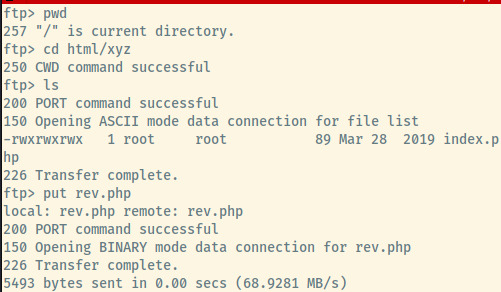 ftp> pwd
257 "/" is current directory.
ftp> cd html/xyz
250 CWD command successful
ftp> ls
200 PORT command successful
150 Opening ASCII mode data connection for file list
-rwxrwxrwx   1 root     root           89 Mar 28  2019 index.p
hp
226 Transfer complete.
ftp> put rev.php
local: rev.php remote: rev.php
200 PORT command successful
150 Opening BINARY mode data connection for rev.php
226 Transfer complete.
5493 bytes sent in 0.00 secs (68.9281 MB/s)